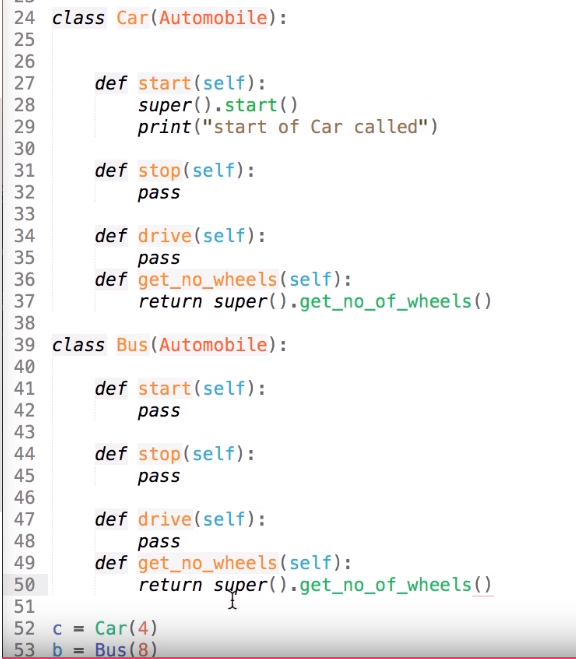 24 class Car(Automobile):
25
26
27     def start(self):
28         super().start()
29         print("start of Car called")
30
31     def stop(self):
32         pass
33
34     def drive(self):
35         pass
36     def get_no_wheels(self):
37         return super().get_no_of_wheels()
38
39 class Bus(Automobile):
40
41     def start(self):
42         pass
43
44     def stop(self):
45         pass
46
47     def drive(self):
48         pass
49     def get_no_wheels(self):
50         return super().get_no_of_wheels()
51
52 c = Car(4)
53 b = Bus(8)